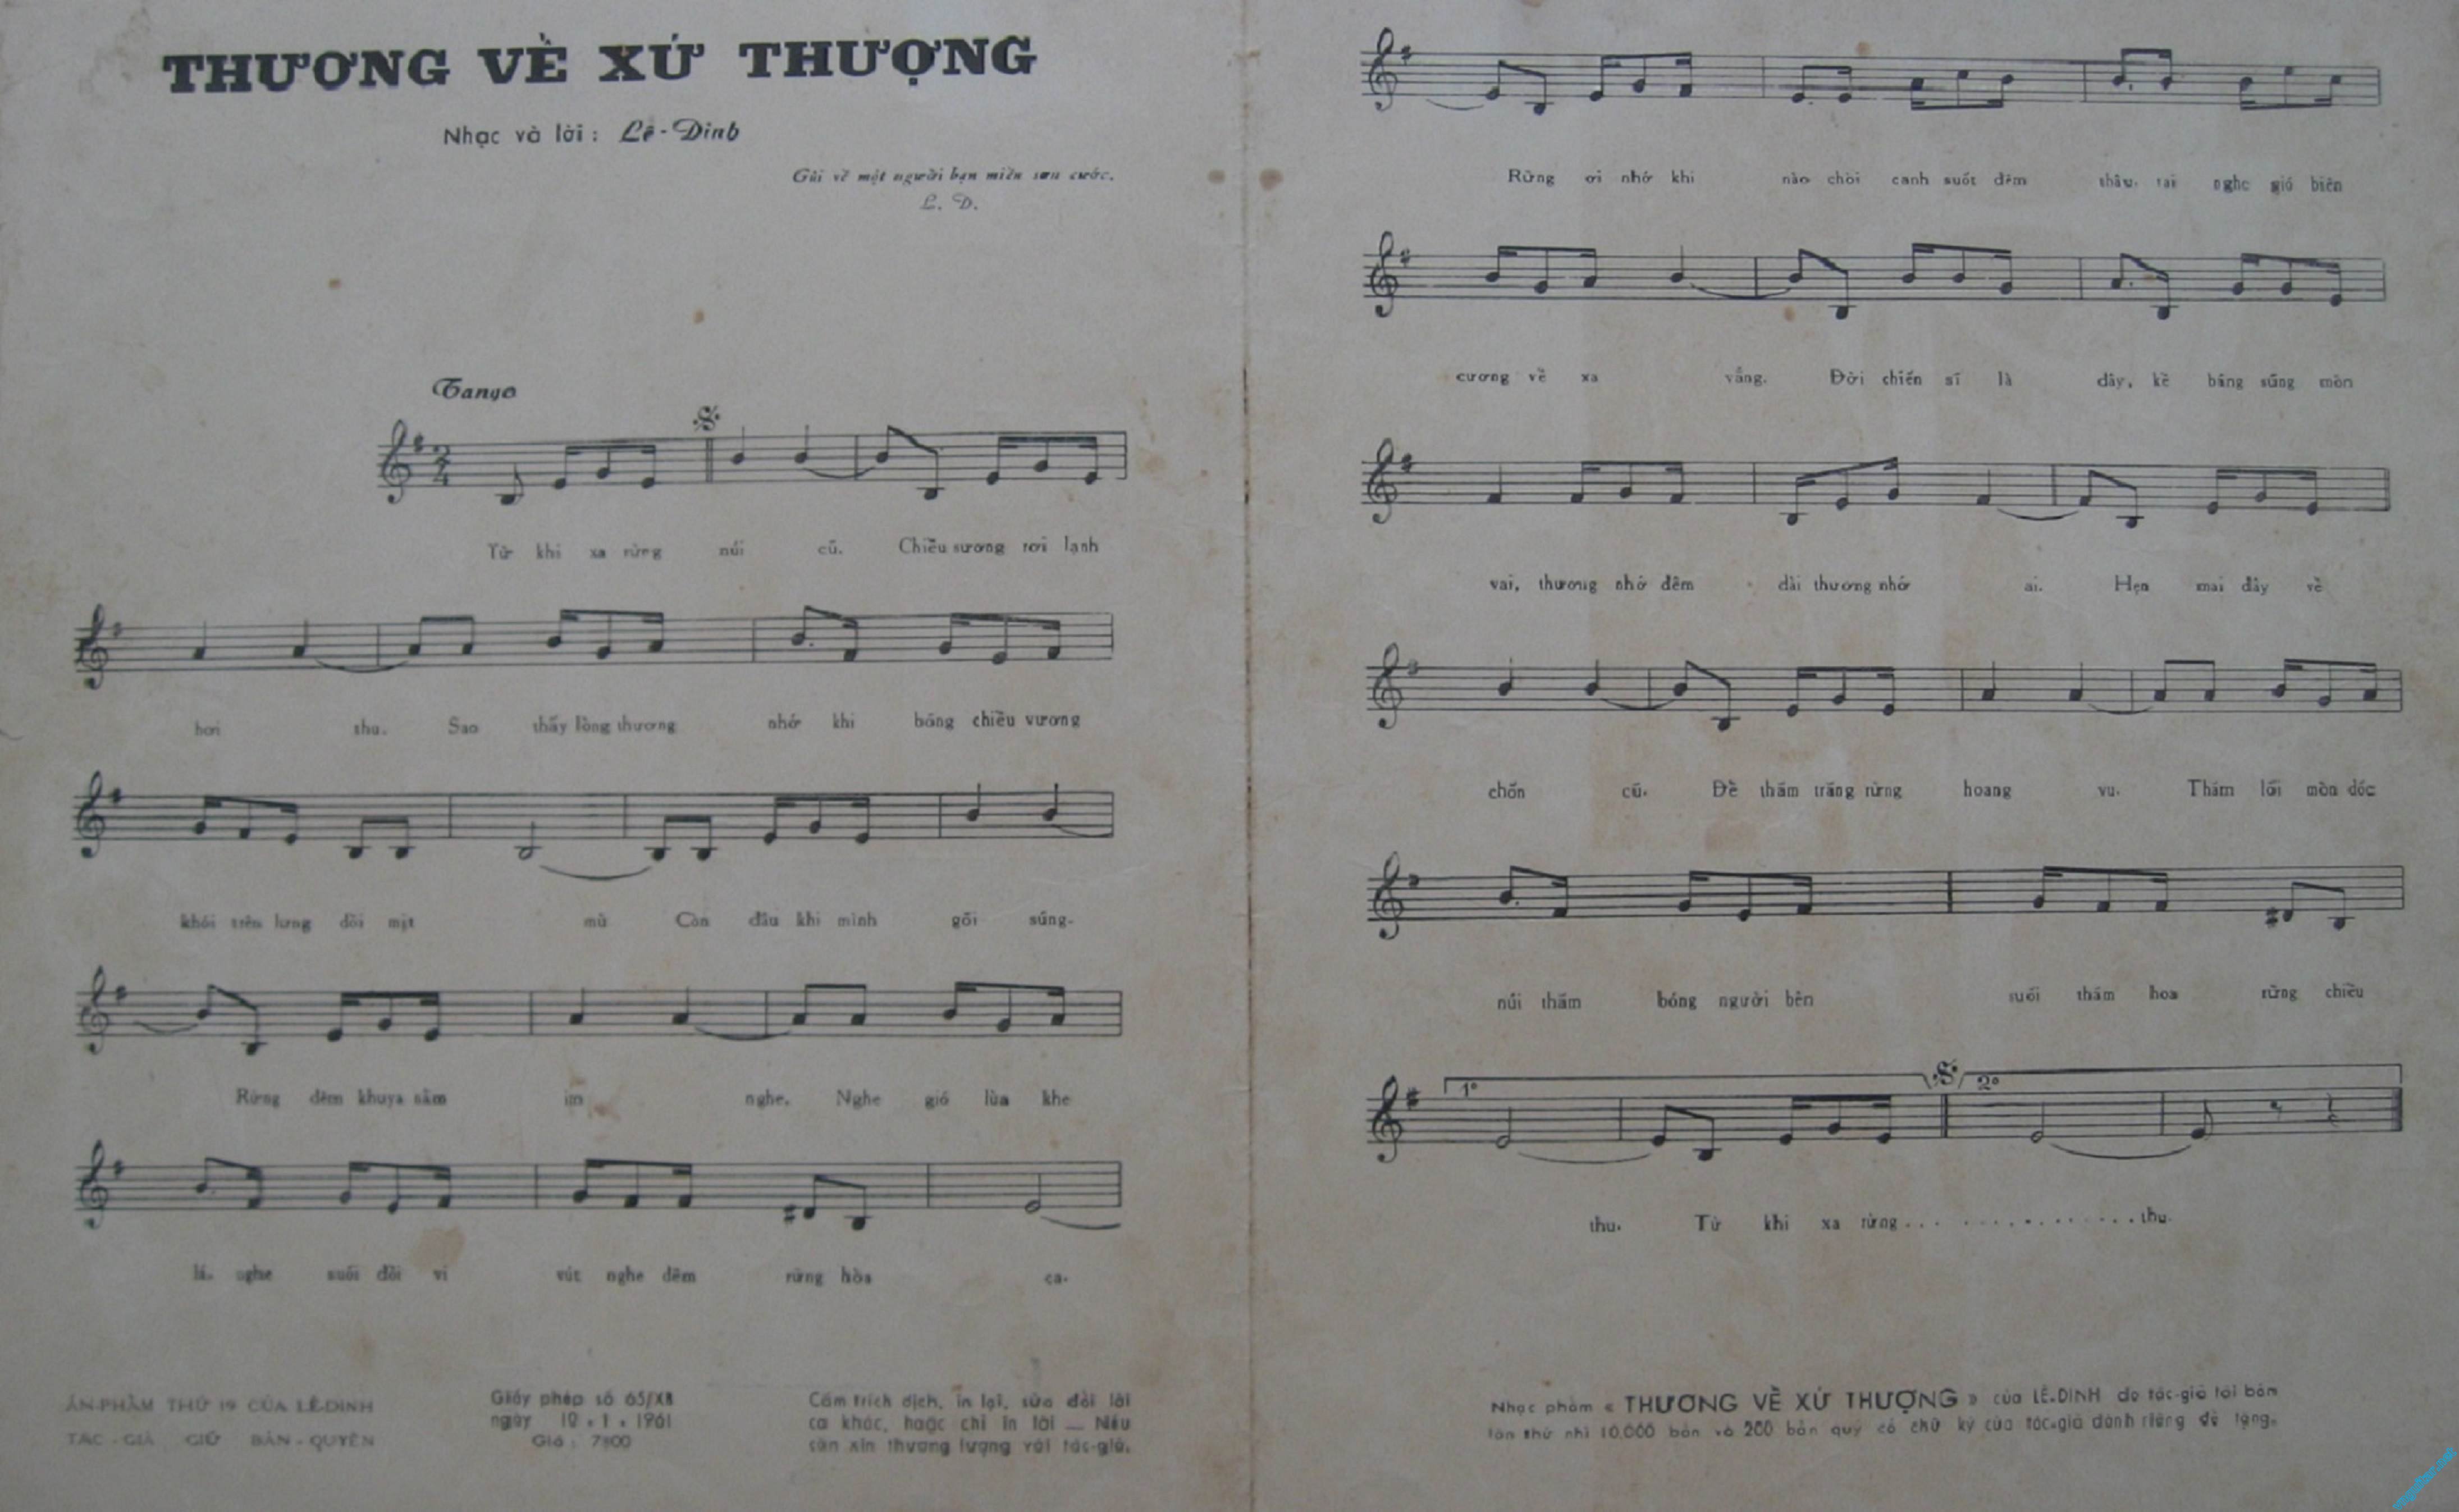 THƯƠNG VỀ XỨ THƯỢNG
Nhạc và lời : Lê-Dinh
Gửi về một người bạn miền sơn cước.
L. D.
Tango
2/4
Từ khi xa rừng núi cũ. Chiều sương rơi lạnh
hơi thu. Sao thấy lòng thương nhớ khi bóng chiều vương
khói trên lưng đồi mịt mù Còn đâu khi mình gối súng.
Rừng đêm khuya nằm im nghe. Nghe gió lùa khe
lá. nghe suối đồi vi vút nghe đêm rừng hòa ca.
ẤN-PHẨM THỨ 19 CỦA LÊ-DINH
TÁC - GIẢ GIỮ BẢN - QUYỀN
Giấy phép số 65/XB
ngày 12 . 1 . 1961
Giá : 7$00
Cấm trích dịch, in lại, sửa đổi lời
ca khác, hoặc chỉ in lời — Nếu
cần xin thương lượng với tác-giả.
Rừng ơi nhớ khi nào chòi canh suốt đêm thâu. tai nghe gió biên
cương về xa vắng. Đời chiến sĩ là đây, kề báng súng mòn
vai, thương nhớ đêm dài thương nhớ ai. Hẹn mai đây về
chốn cũ. Để thăm trăng rừng hoang vu. Thăm lối mòn dốc
núi thăm bóng người bên suối thăm hoa rừng chiều
1° 2°
thu. Từ khi xa rừng . . . . . . . . . . . . . . thu.
Nhạc phẩm « THƯƠNG VỀ XỨ THƯỢNG » của LÊ-DINH do tác-giả tái bản
lần thứ nhì 10.000 bản và 200 bản quý có chữ ký của tác-giả dành riêng để tặng.